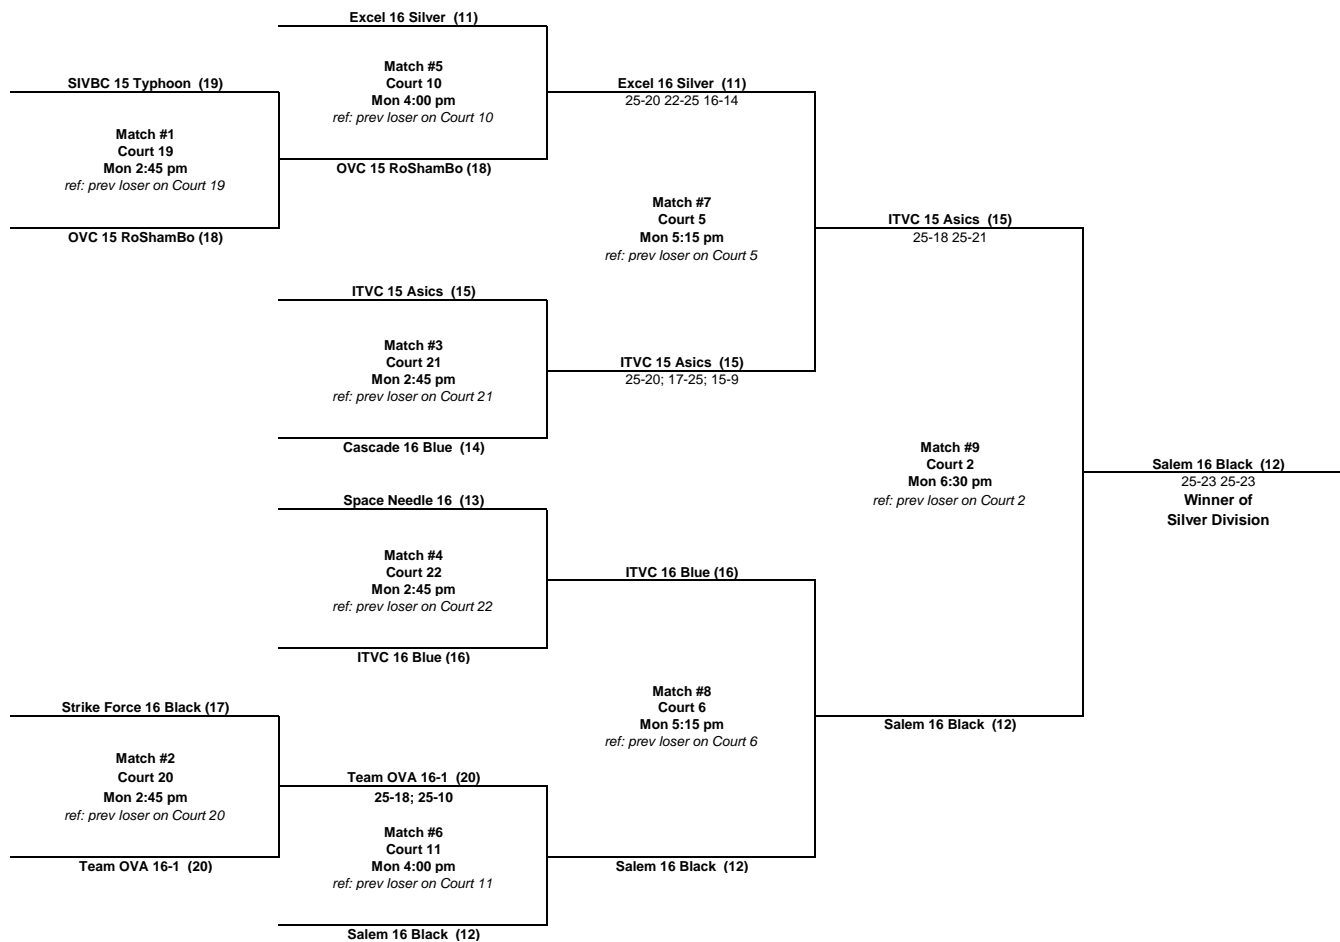 Excel 16 Silver (11)
SIVBC 15 Typhoon (19)
Match #5
Court 10
Mon 4:00 pm
ref: prev loser on Court 10
Excel 16 Silver (11)
25-20 22-25 16-14
Match #1
Court 19
Mon 2:45 pm
ref: prev loser on Court 19
OVC 15 RoShamBo (18)
OVC 15 RoShamBo (18)
Match #7
Court 5
Mon 5:15 pm
ref: prev loser on Court 5
ITVC 15 Asics (15)
25-18 25-21
ITVC 15 Asics (15)
Match #3
Court 21
Mon 2:45 pm
ref: prev loser on Court 21
ITVC 15 Asics (15)
25-20; 17-25; 15-9
Cascade 16 Blue (14)
Match #9
Court 2
Mon 6:30 pm
ref: prev loser on Court 2
Salem 16 Black (12)
25-23 25-23
Winner of
Silver Division
Space Needle 16 (13)
Match #4
Court 22
Mon 2:45 pm
ref: prev loser on Court 22
ITVC 16 Blue (16)
ITVC 16 Blue (16)
Strike Force 16 Black (17)
Match #8
Court 6
Mon 5:15 pm
ref: prev loser on Court 6
Salem 16 Black (12)
Match #2
Court 20
Mon 2:45 pm
ref: prev loser on Court 20
Team OVA 16-1 (20)
25-18; 25-10
Team OVA 16-1 (20)
Match #6
Court 11
Mon 4:00 pm
ref: prev loser on Court 11
Salem 16 Black (12)
Salem 16 Black (12)